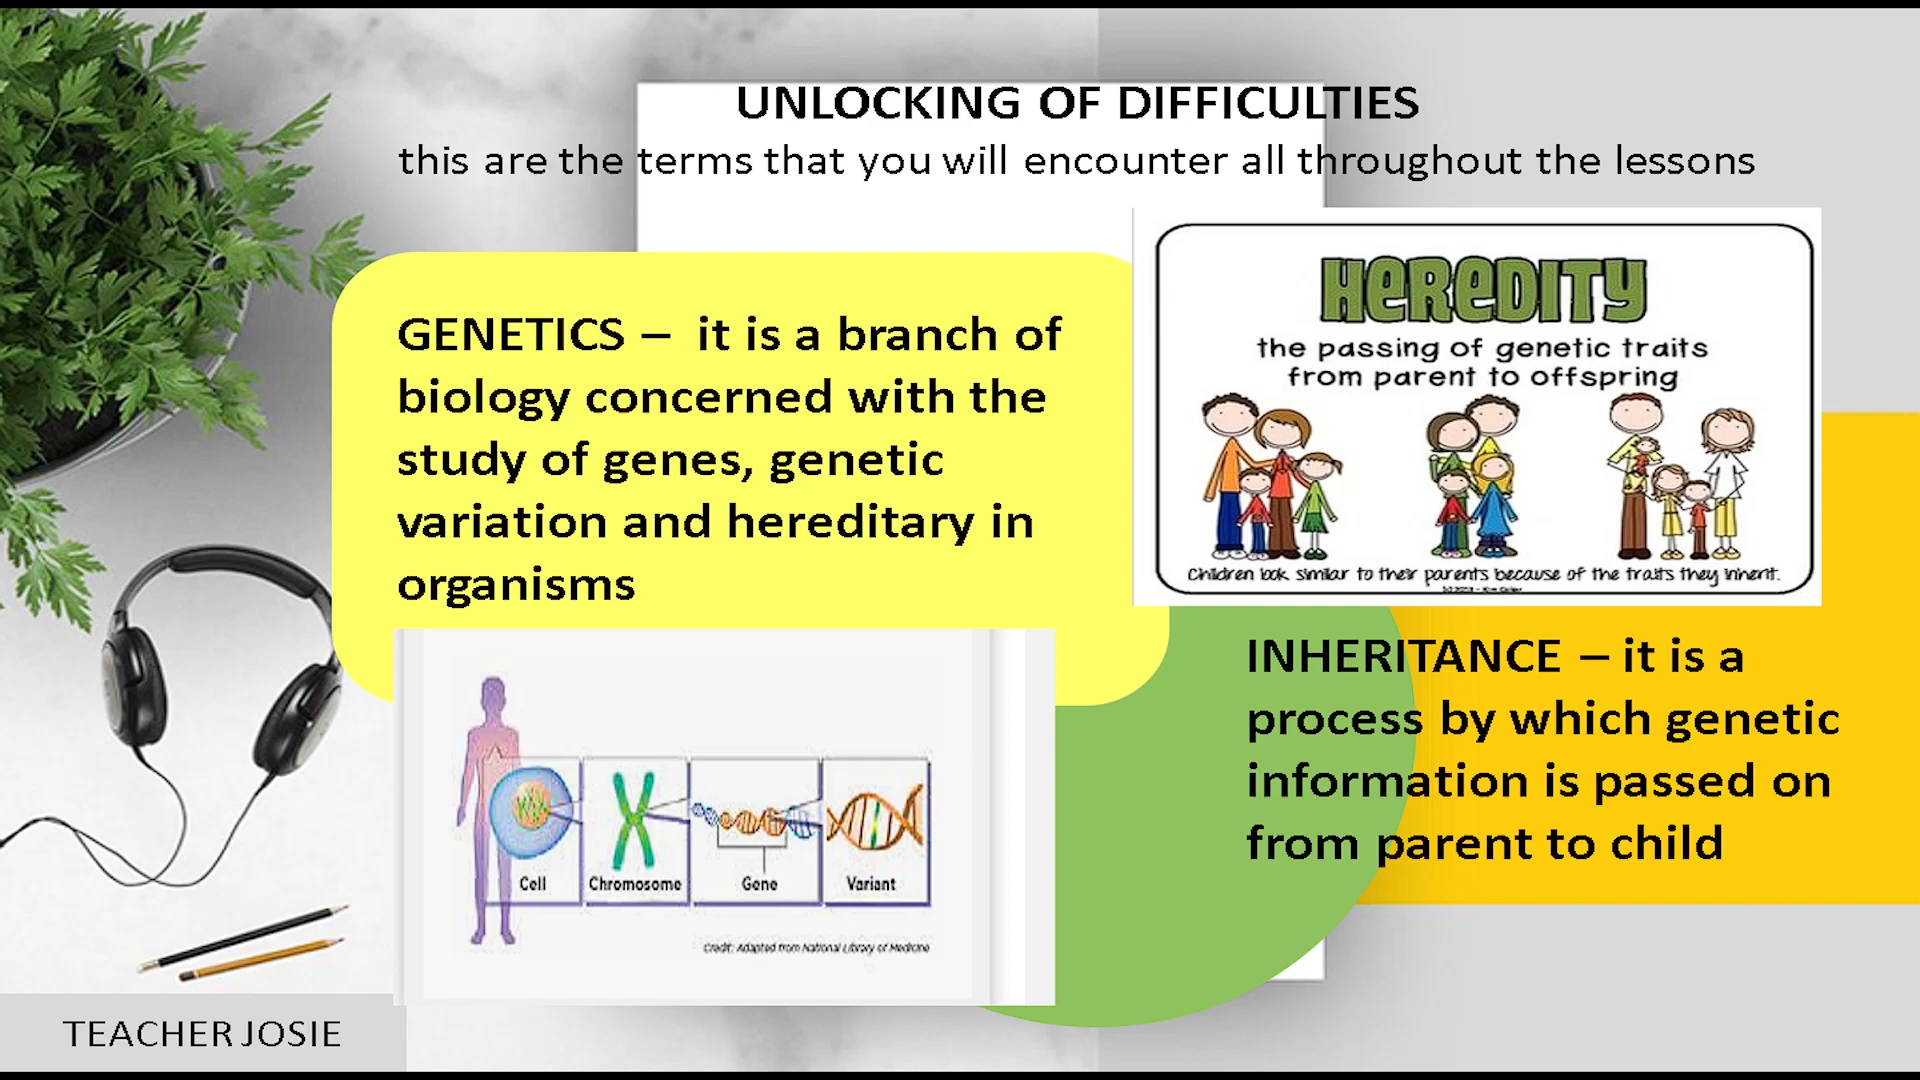 UNLOCKING OF DIFFICULTIES
this are the terms that you will encounter all throughout the lessons
GENETICS – it is a branch of
biology concerned with the
study of genes, genetic
variation and hereditary in
organisms
HEREDITY
the passing of genetic traits
from parent to offspring
Children look similar to their parents because of the traits they inherit.
INHERITANCE – it is a
process by which genetic
information is passed on
from parent to child
Cell
Chromosome
Gene
Variant
Credit: Adapted from National Library of Medicine
TEACHER JOSIE